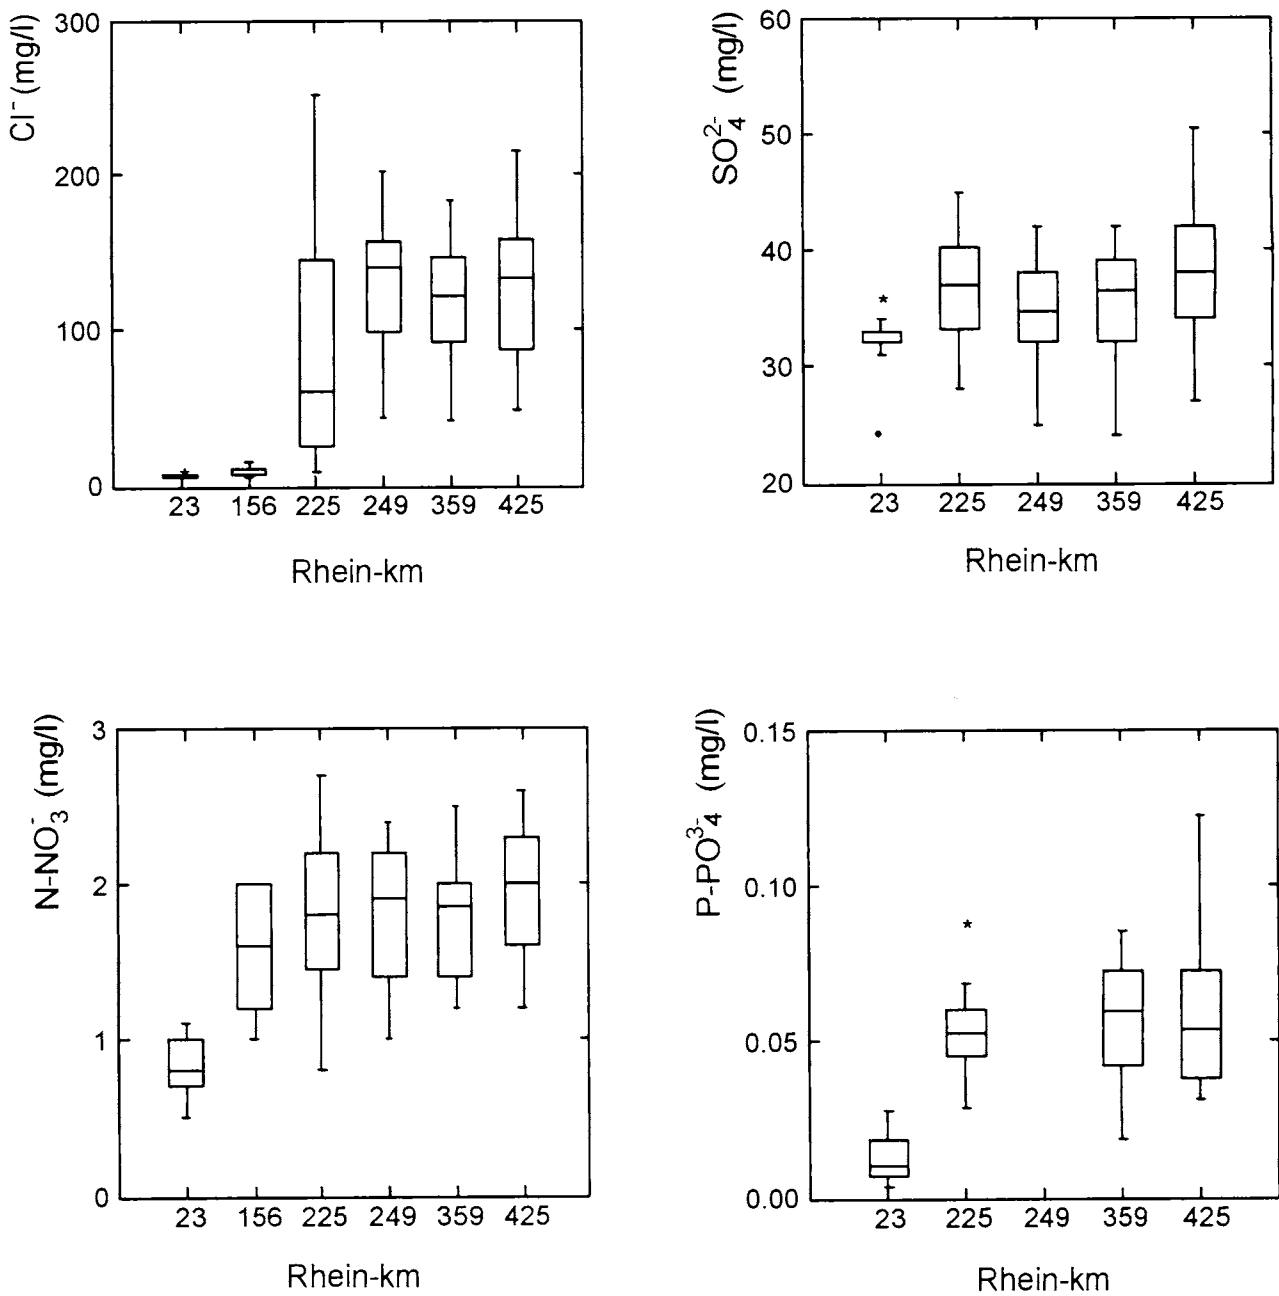 Cl⁻ (mg/l)
300
200
100
0
23 156 225 249 359 425
Rhein-km
SO₄²⁻ (mg/l)
60
50
40
30
20
23 225 249 359 425
Rhein-km
N-NO₃⁻ (mg/l)
3
2
1
0
23 156 225 249 359 425
Rhein-km
P-PO₄³⁻ (mg/l)
0.15
0.10
0.05
0.00
23 225 249 359 425
Rhein-km